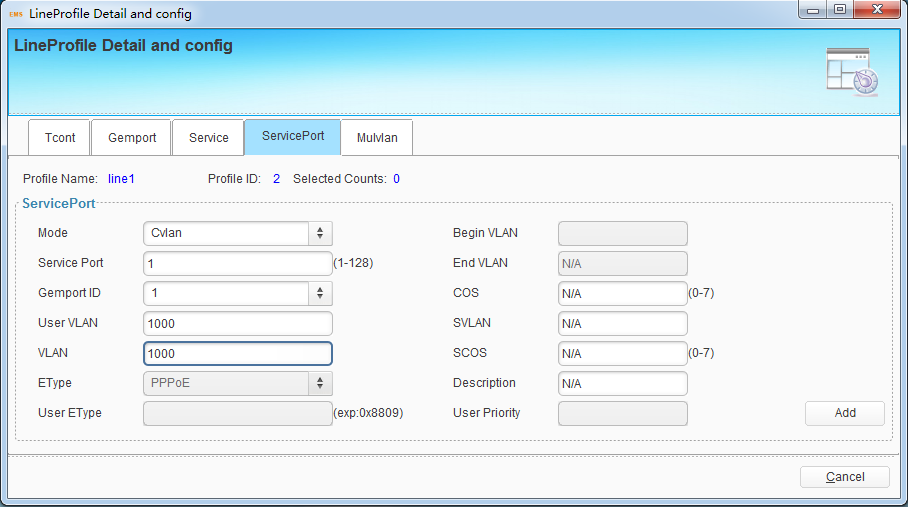 EMS LineProfile Detail and config
LineProfile Detail and config
Tcont Gemport Service ServicePort Mulvlan
Profile Name: line1 Profile ID: 2 Selected Counts: 0
ServicePort
Mode Cvlan Begin VLAN
Service Port 1 (1-128) End VLAN N/A
Gemport ID 1 COS N/A (0-7)
User VLAN 1000 SVLAN N/A
VLAN 1000 SCOS N/A (0-7)
EType PPPoE Description N/A
User EType (exp:0x8809) User Priority Add
Cancel